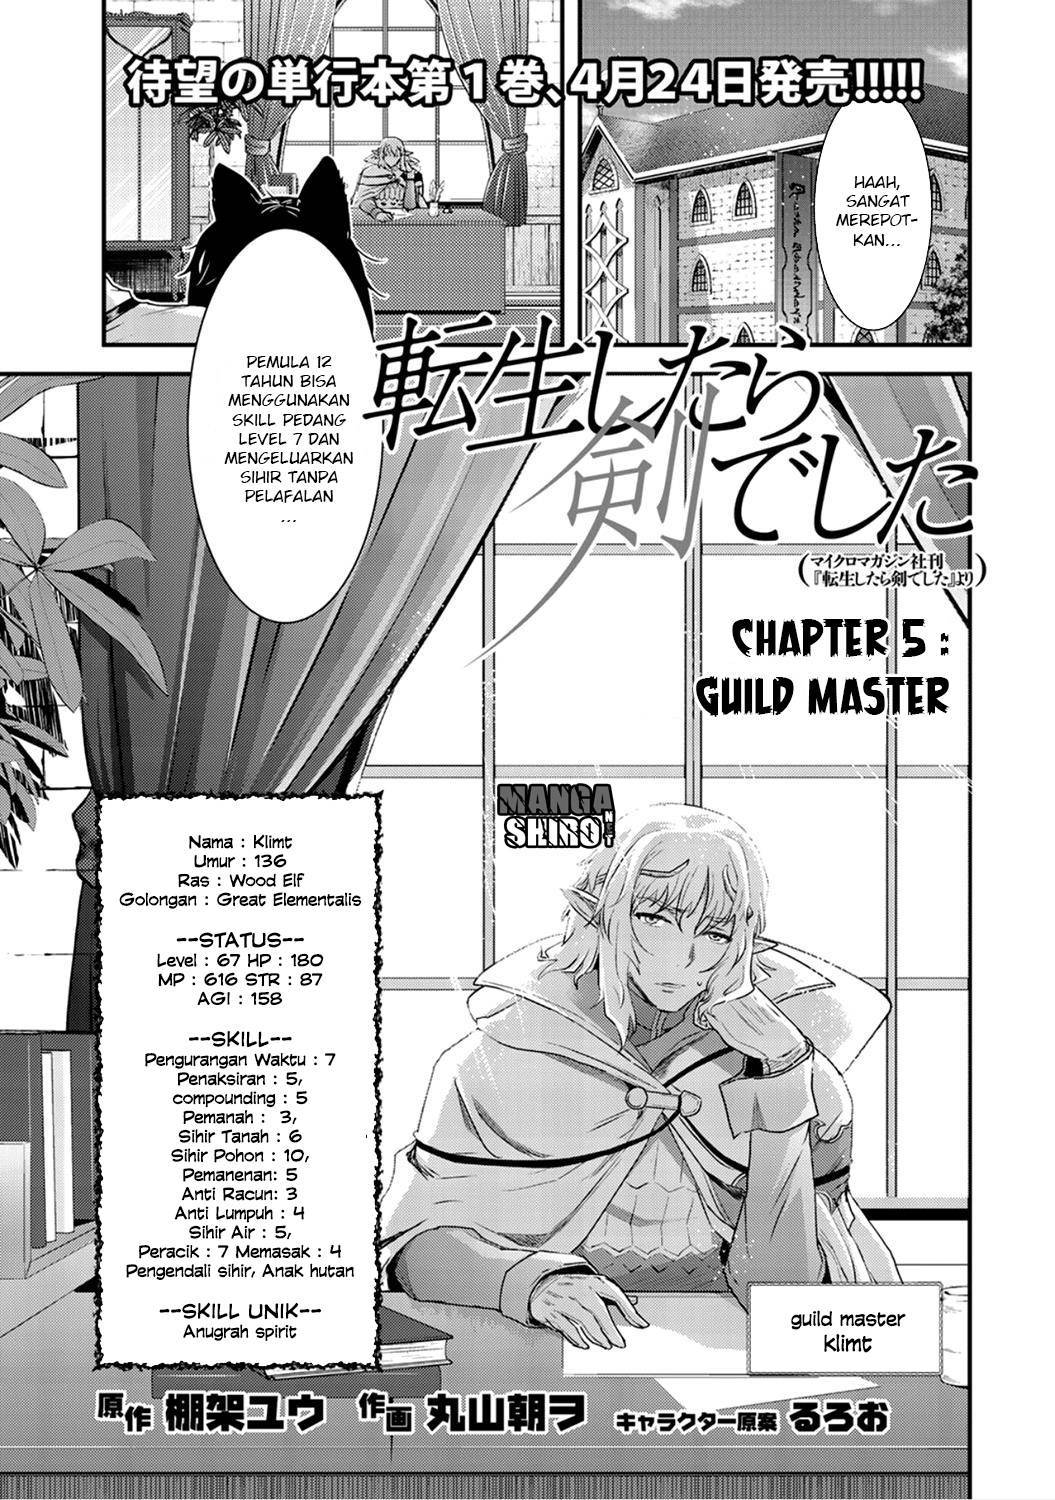 待望の単行本第1巻、4月24日発売!!!!!
HAAH,
SANGAT
MEREPOT-
KAN...
PEMULA 12
TAHUN BISA
MENGGUNAKAN
SKILL PEDANG
LEVEL 7 DAN
MENGELUARKAN
SIHIR TANPA
PELAFALAN
...
転生したら
剣でした
(マイクロマガジン社刊
『転生したら剣でした』より)
CHAPTER 5 :
GUILD MASTER
MANGA
SHIRO.NET
Nama : Klimt
Umur : 136
Ras : Wood Elf
Golongan : Great Elementalis
--STATUS--
Level : 67 HP : 180
MP : 616 STR : 87
AGI : 158
--SKILL--
Pengurangan Waktu : 7
Penaksiran : 5,
compounding : 5
Pemanah : 3,
Sihir Tanah : 6
Sihir Pohon : 10,
Pemanenan: 5
Anti Racun: 3
Anti Lumpuh : 4
Sihir Air : 5,
Peracik : 7 Memasak : 4
Pengendali sihir, Anak hutan
--SKILL UNIK--
Anugrah spirit
guild master
klimt
原作 棚架ユウ 作画 丸山朝ヲ キャラクター原案 るろお